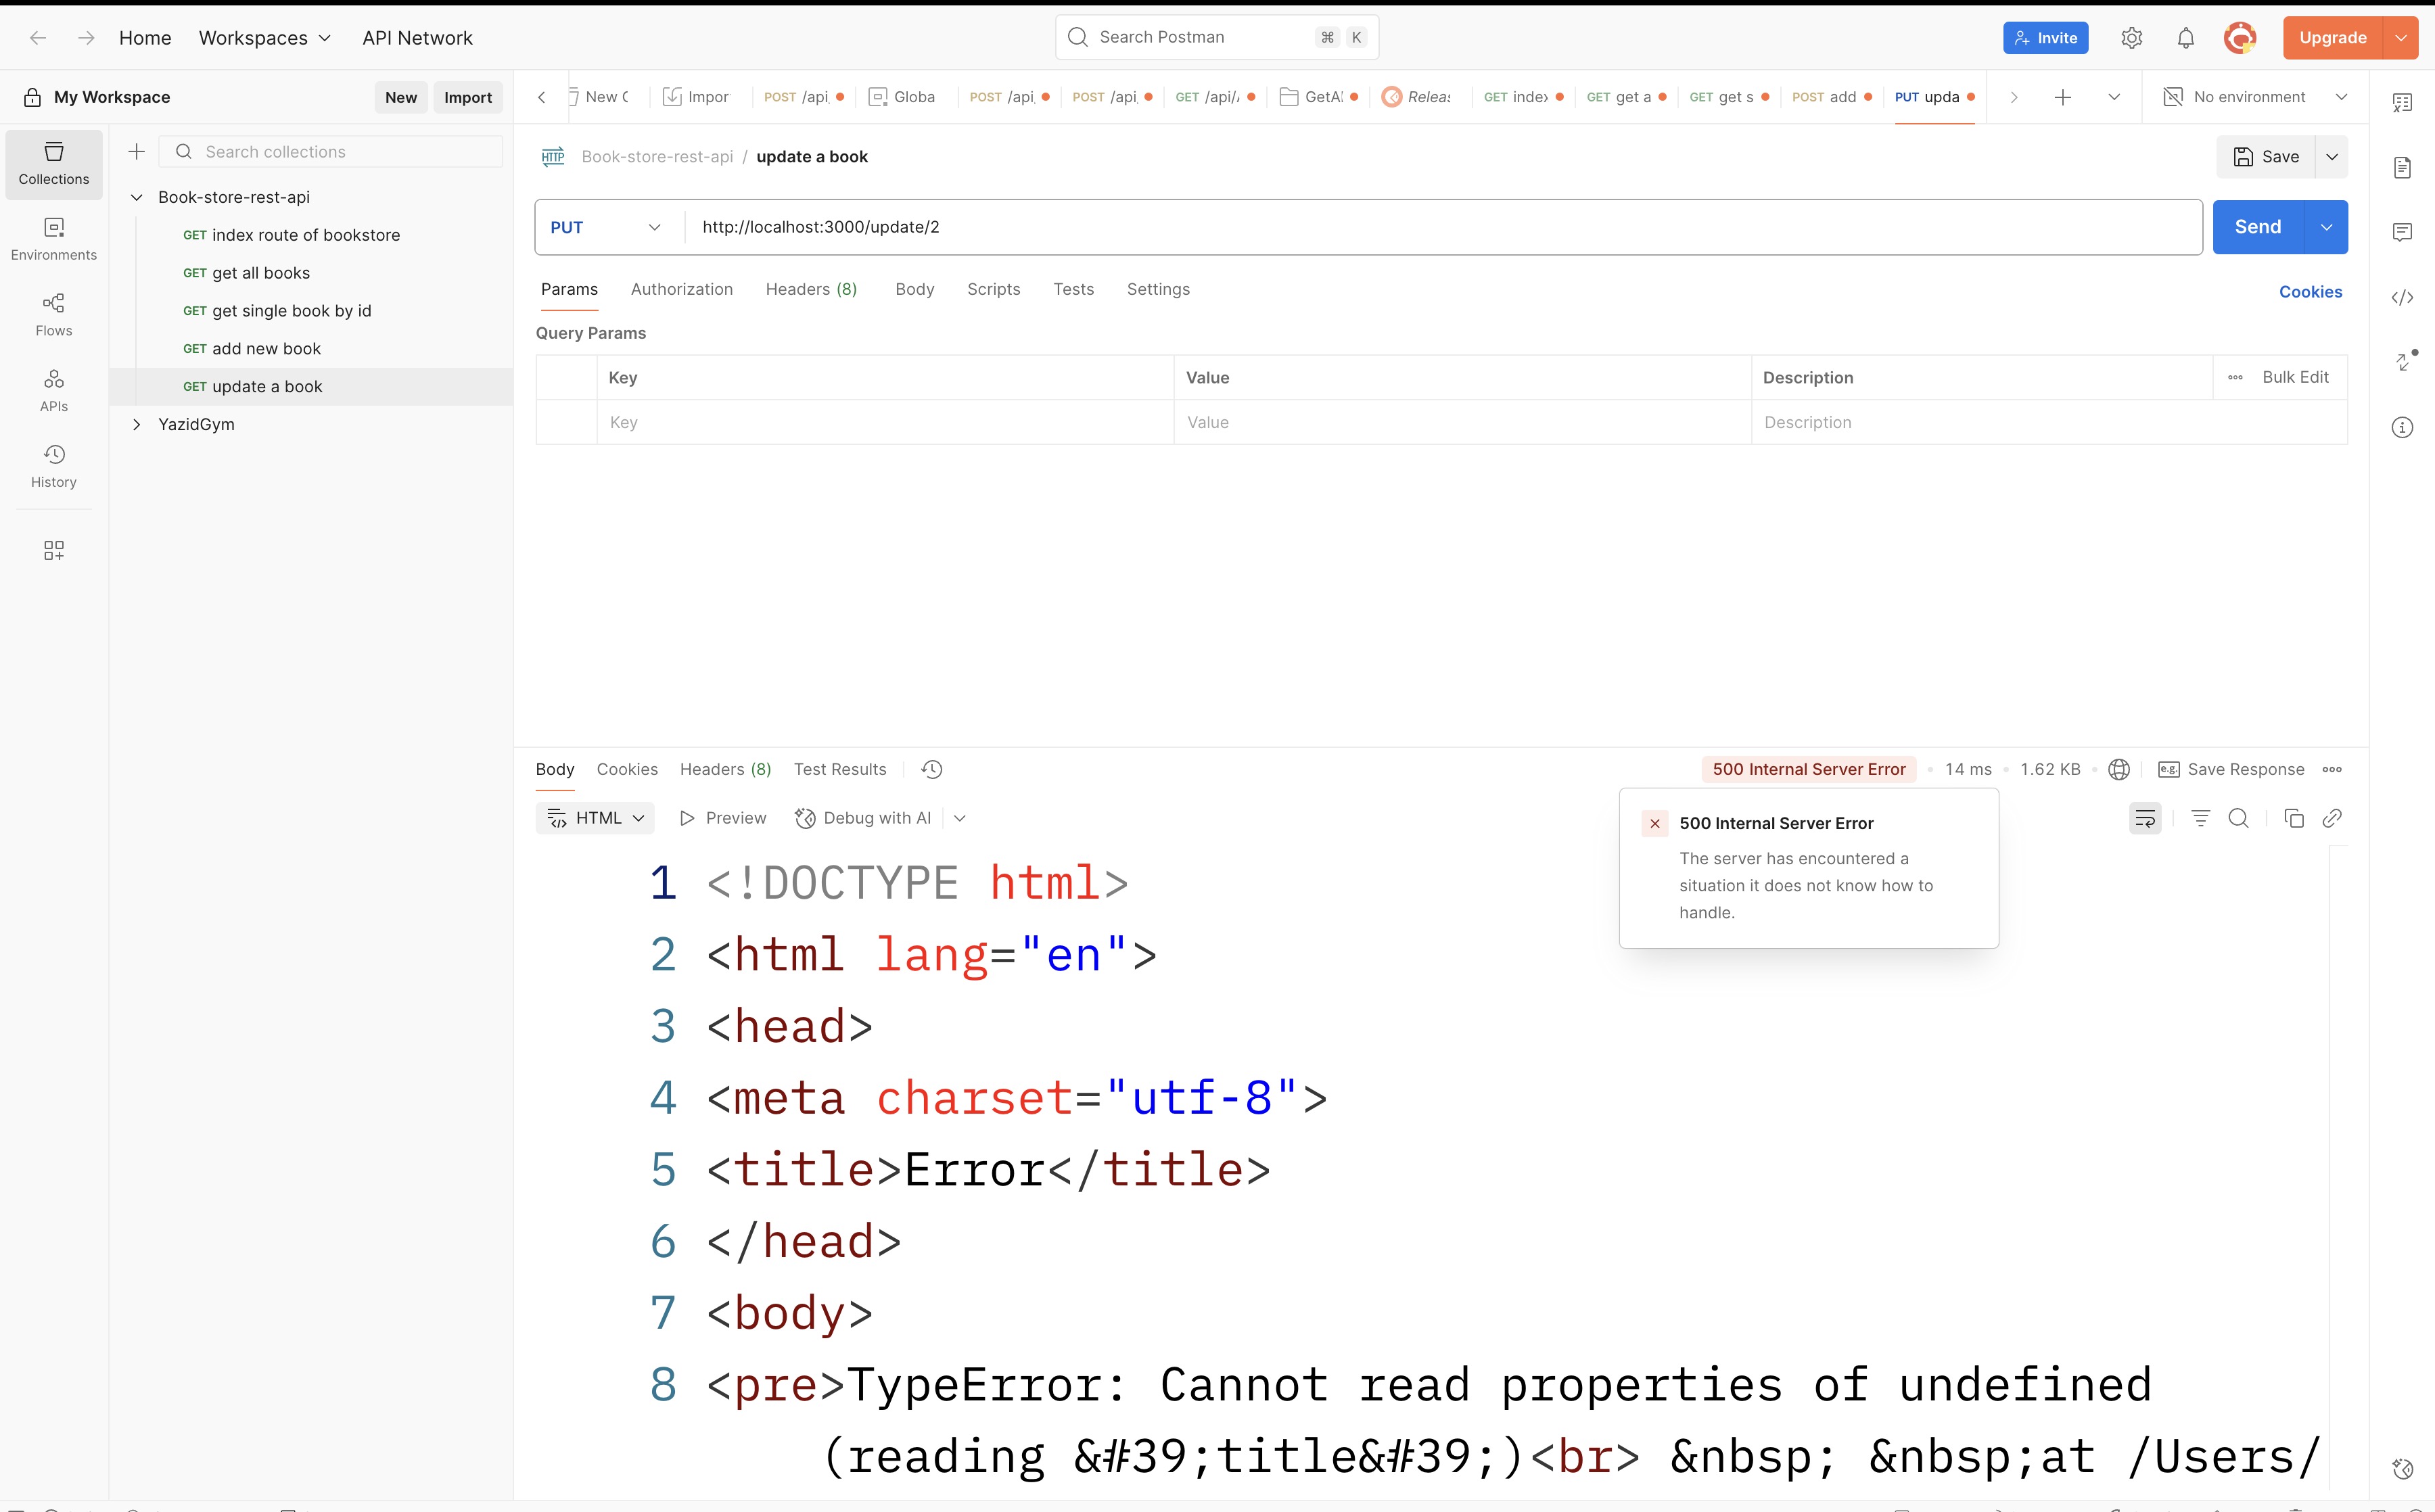 Home Workspaces API Network
Search Postman ⌘ K
Invite Upgrade
My Workspace New Import
New C Impor POST /api, Globa POST /api, POST /api, GET /api/ GetA Releas GET index GET get a GET get s POST add PUT upda No environment
Collections
Environments
Flows
APIs
History
Search collections
Book-store-rest-api
GET index route of bookstore
GET get all books
GET get single book by id
GET add new book
GET update a book
YazidGym
HTTP Book-store-rest-api / update a book Save
PUT http://localhost:3000/update/2 Send
Params Authorization Headers (8) Body Scripts Tests Settings Cookies
Query Params
Key Value Description Bulk Edit
Key Value Description
Body Cookies Headers (8) Test Results 500 Internal Server Error 14 ms 1.62 KB e.g. Save Response
HTML Preview Debug with AI
500 Internal Server Error
The server has encountered a
situation it does not know how to
handle.
1 <!DOCTYPE html>
2 <html lang="en">
3 <head>
4 <meta charset="utf-8">
5 <title>Error</title>
6 </head>
7 <body>
8 <pre>TypeError: Cannot read properties of undefined
(reading &#39;title&#39;)<br> &nbsp; &nbsp;at /Users/